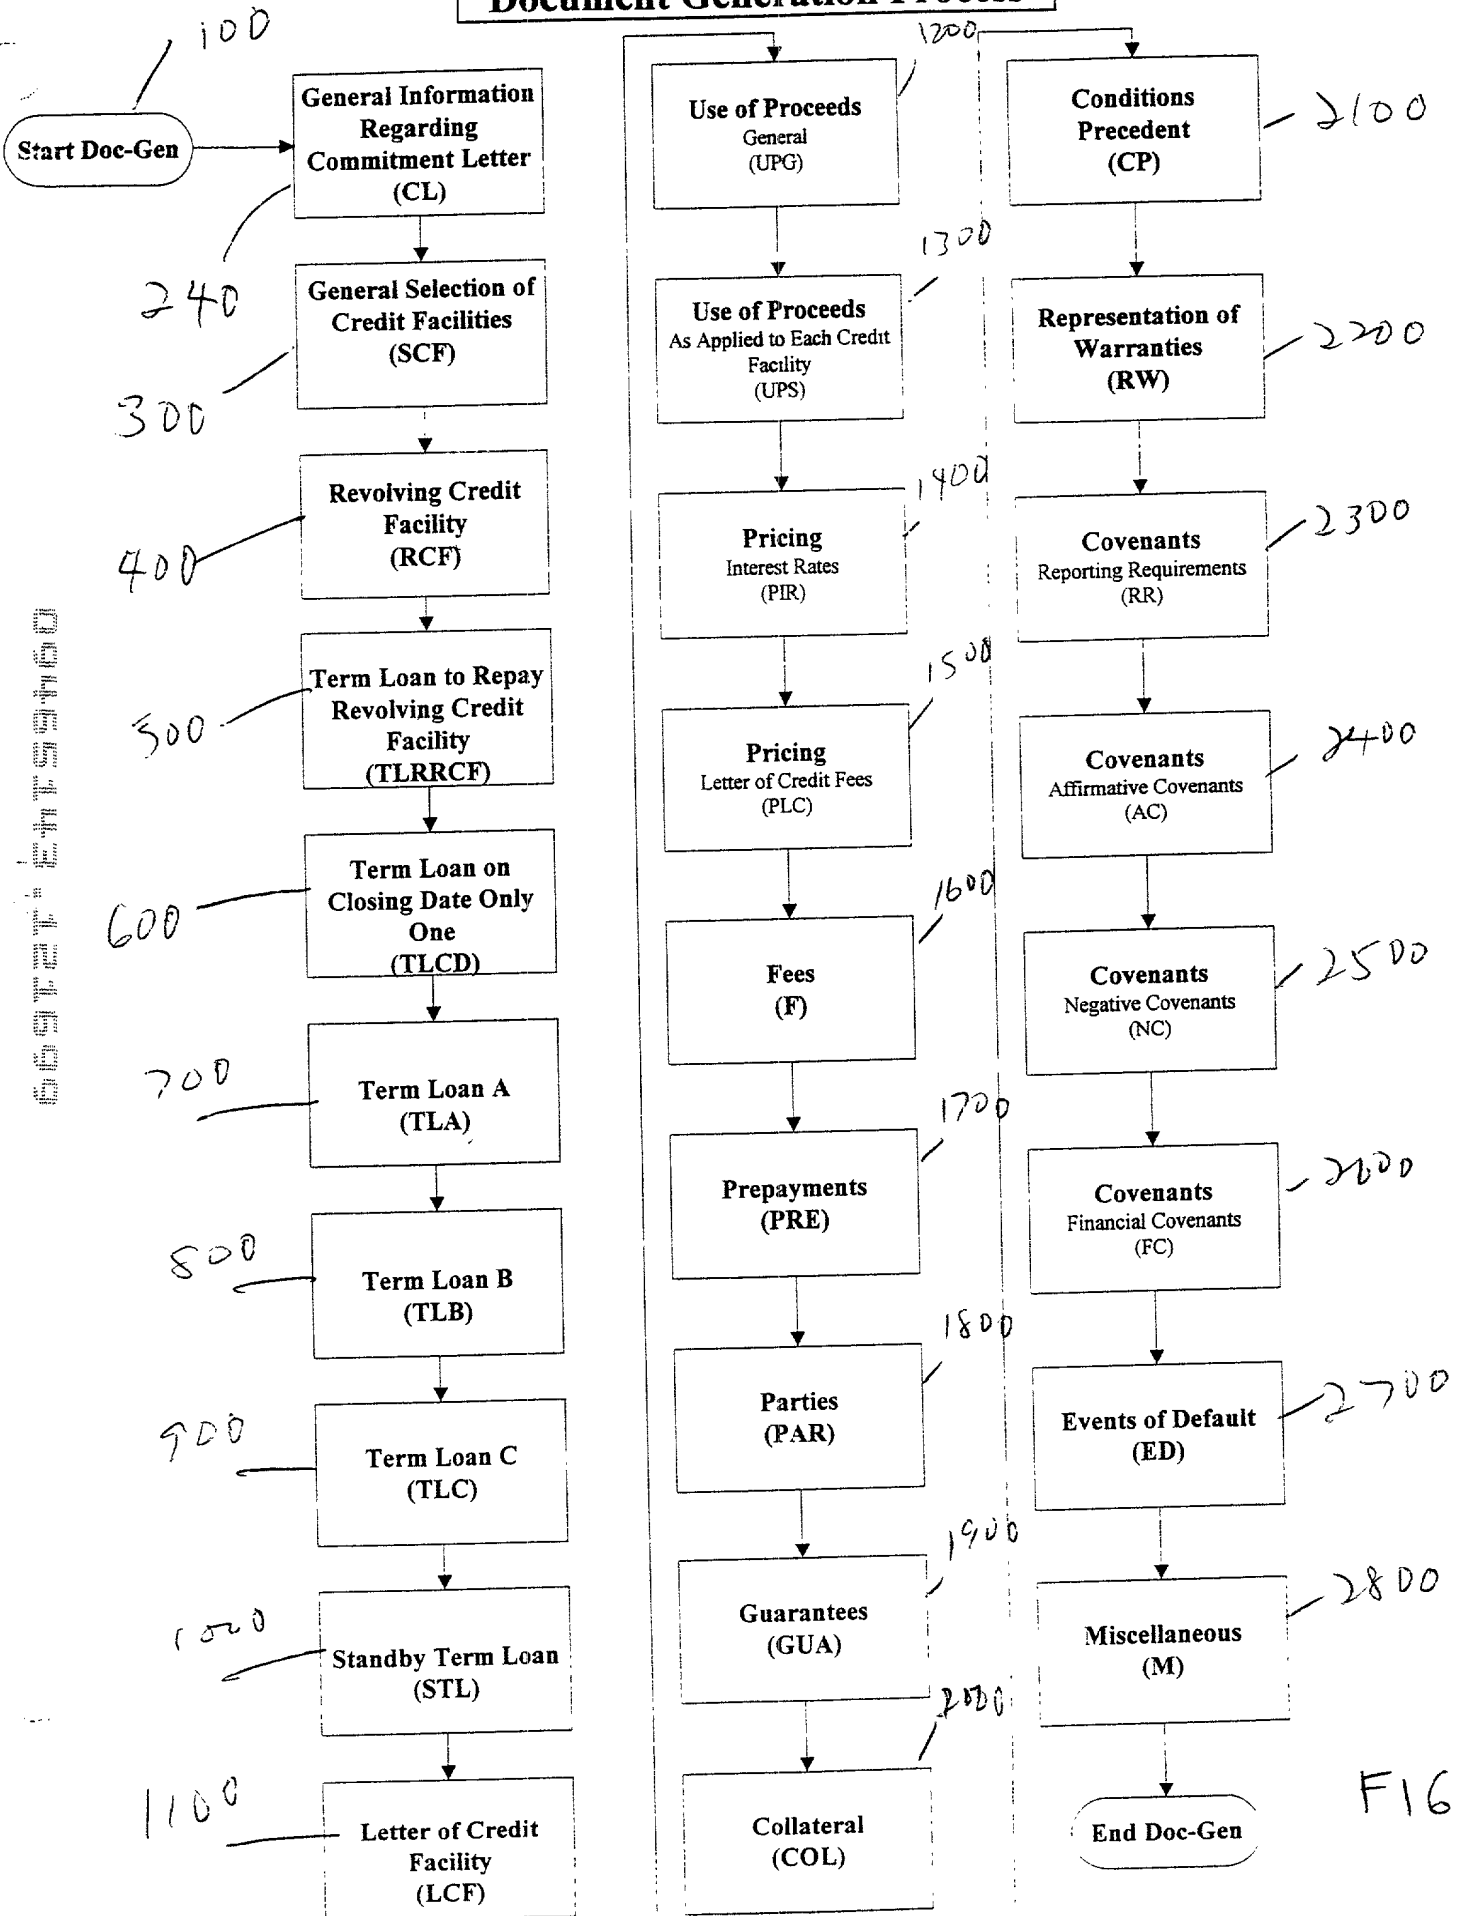 Document Generation Process
100
Start Doc-Gen
General Information
Regarding
Commitment Letter
(CL)
240
General Selection of
Credit Facilities
(SCF)
300
Revolving Credit
Facility
(RCF)
400
Term Loan to Repay
Revolving Credit
Facility
(TLRRCF)
500
Term Loan on
Closing Date Only
One
(TLCD)
600
Term Loan A
(TLA)
700
Term Loan B
(TLB)
800
Term Loan C
(TLC)
900
Standby Term Loan
(STL)
1000
Letter of Credit
Facility
(LCF)
1100
Use of Proceeds
General
(UPG)
1200
Use of Proceeds
As Applied to Each Credit
Facility
(UPS)
1300
Pricing
Interest Rates
(PIR)
1400
Pricing
Letter of Credit Fees
(PLC)
1500
Fees
(F)
1600
Prepayments
(PRE)
1700
Parties
(PAR)
1800
Guarantees
(GUA)
1900
Collateral
(COL)
2000
Conditions
Precedent
(CP)
2100
Representation of
Warranties
(RW)
2200
Covenants
Reporting Requirements
(RR)
2300
Covenants
Affirmative Covenants
(AC)
2400
Covenants
Negative Covenants
(NC)
2500
Covenants
Financial Covenants
(FC)
2600
Events of Default
(ED)
2700
Miscellaneous
(M)
2800
End Doc-Gen
FIG